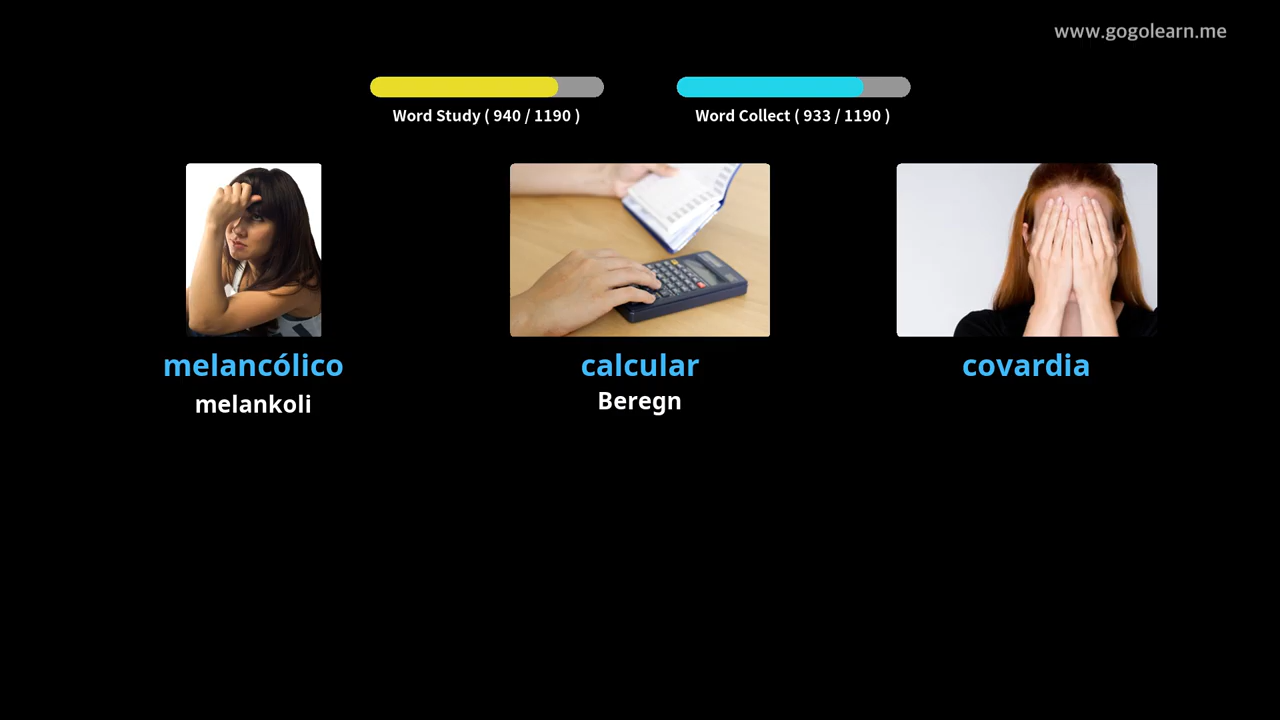 www.gogolearn.me
Word Study ( 940 / 1190 )
Word Collect ( 933 / 1190 )
melancólico
melankoli
calcular
Beregn
covardia